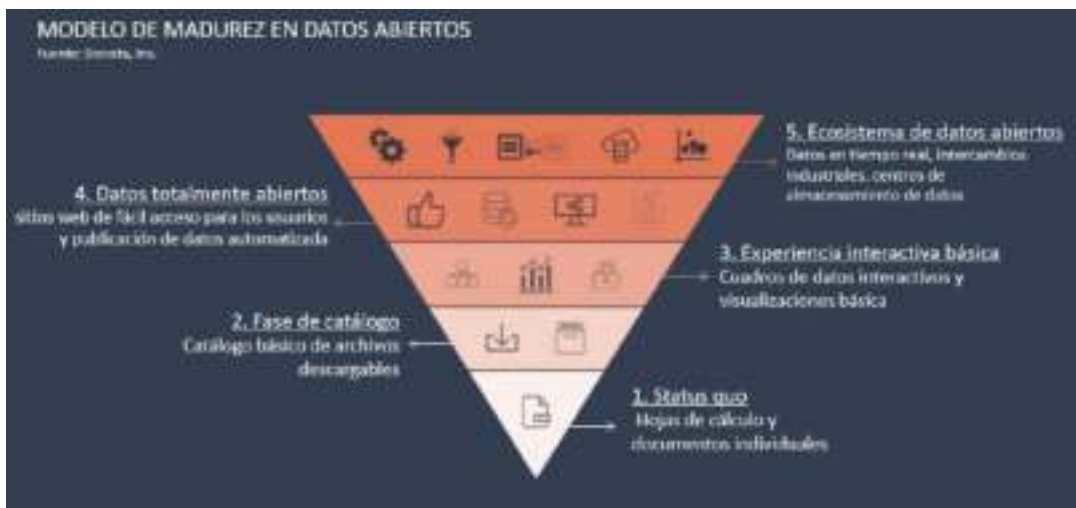 MODELO DE MADUREZ EN DATOS ABIERTOS
Fuente: Socrata, Inc.
5. Ecosistema de datos abiertos
Datos en tiempo real, intercambios
industriales, centros de
almacenamiento de datos
4. Datos totalmente abiertos
sitios web de fácil acceso para los usuarios
y publicación de datos automatizada
3. Experiencia interactiva básica
Cuadros de datos interactivos y
visualizaciones básica
2. Fase de catálogo
Catálogo básico de archivos
descargables
1. Status quo
Hojas de cálculo y
documentos individuales